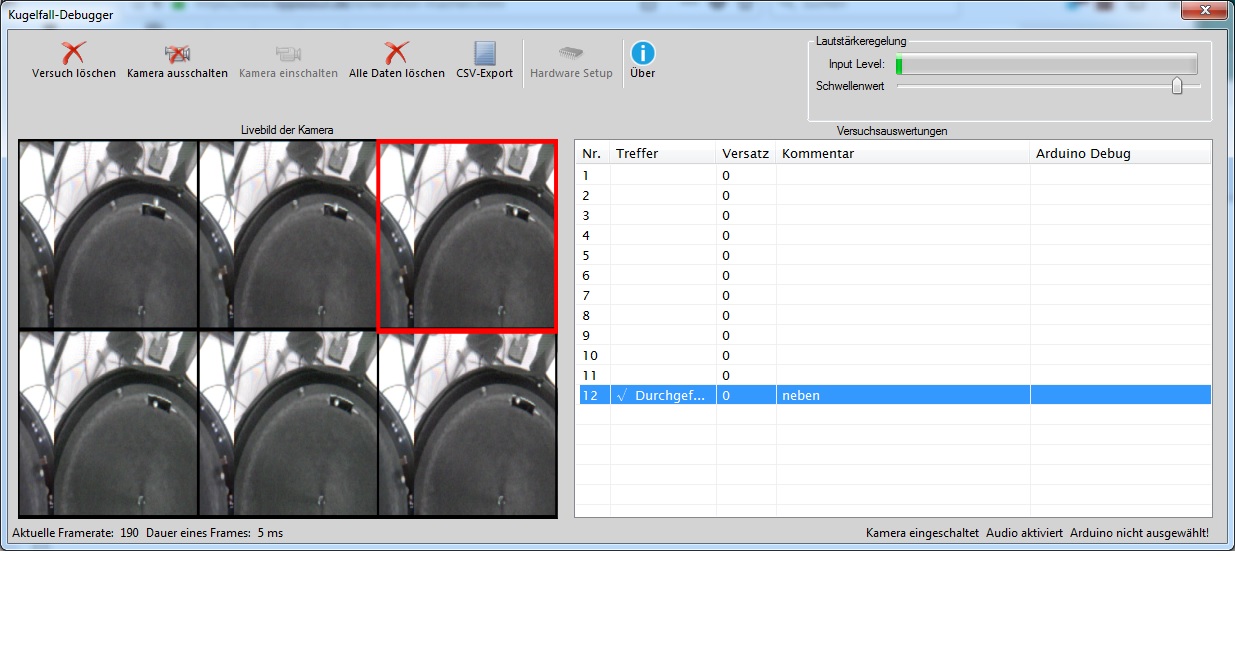 Kugelfall-Debugger
Versuch löschen Kamera ausschalten Kamera einschalten Alle Daten löschen CSV-Export Hardware Setup Über
Lautstärkeregelung
Input Level:
Schwellenwert
Livebild der Kamera
Versuchsauswertungen
Nr. Treffer Versatz Kommentar Arduino Debug
1 0
2 0
3 0
4 0
5 0
6 0
7 0
8 0
9 0
10 0
11 0
12 √ Durchgef... 0 neben
Aktuelle Framerate: 190 Dauer eines Frames: 5 ms
Kamera eingeschaltet Audio aktiviert Arduino nicht ausgewählt!